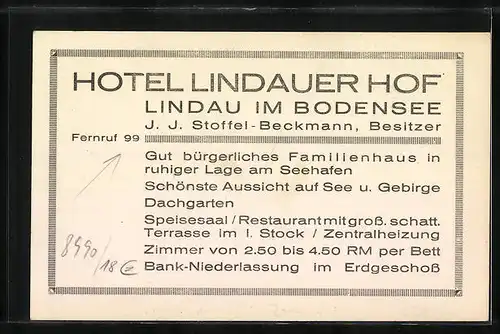 HOTEL LINDAUER HOF
LINDAU IM BODENSEE
J. J. Stoffel-Beckmann, Besitzer
Fernruf 99
Gut bürgerliches Familienhaus in
ruhiger Lage am Seehafen
Schönste Aussicht auf See u. Gebirge
Dachgarten
Speisesaal / Restaurant mit groß. schatt.
Terrasse im I. Stock / Zentralheizung
Zimmer von 2.50 bis 4.50 RM per Bett
Bank-Niederlassung im Erdgeschoß
8990
/18 €